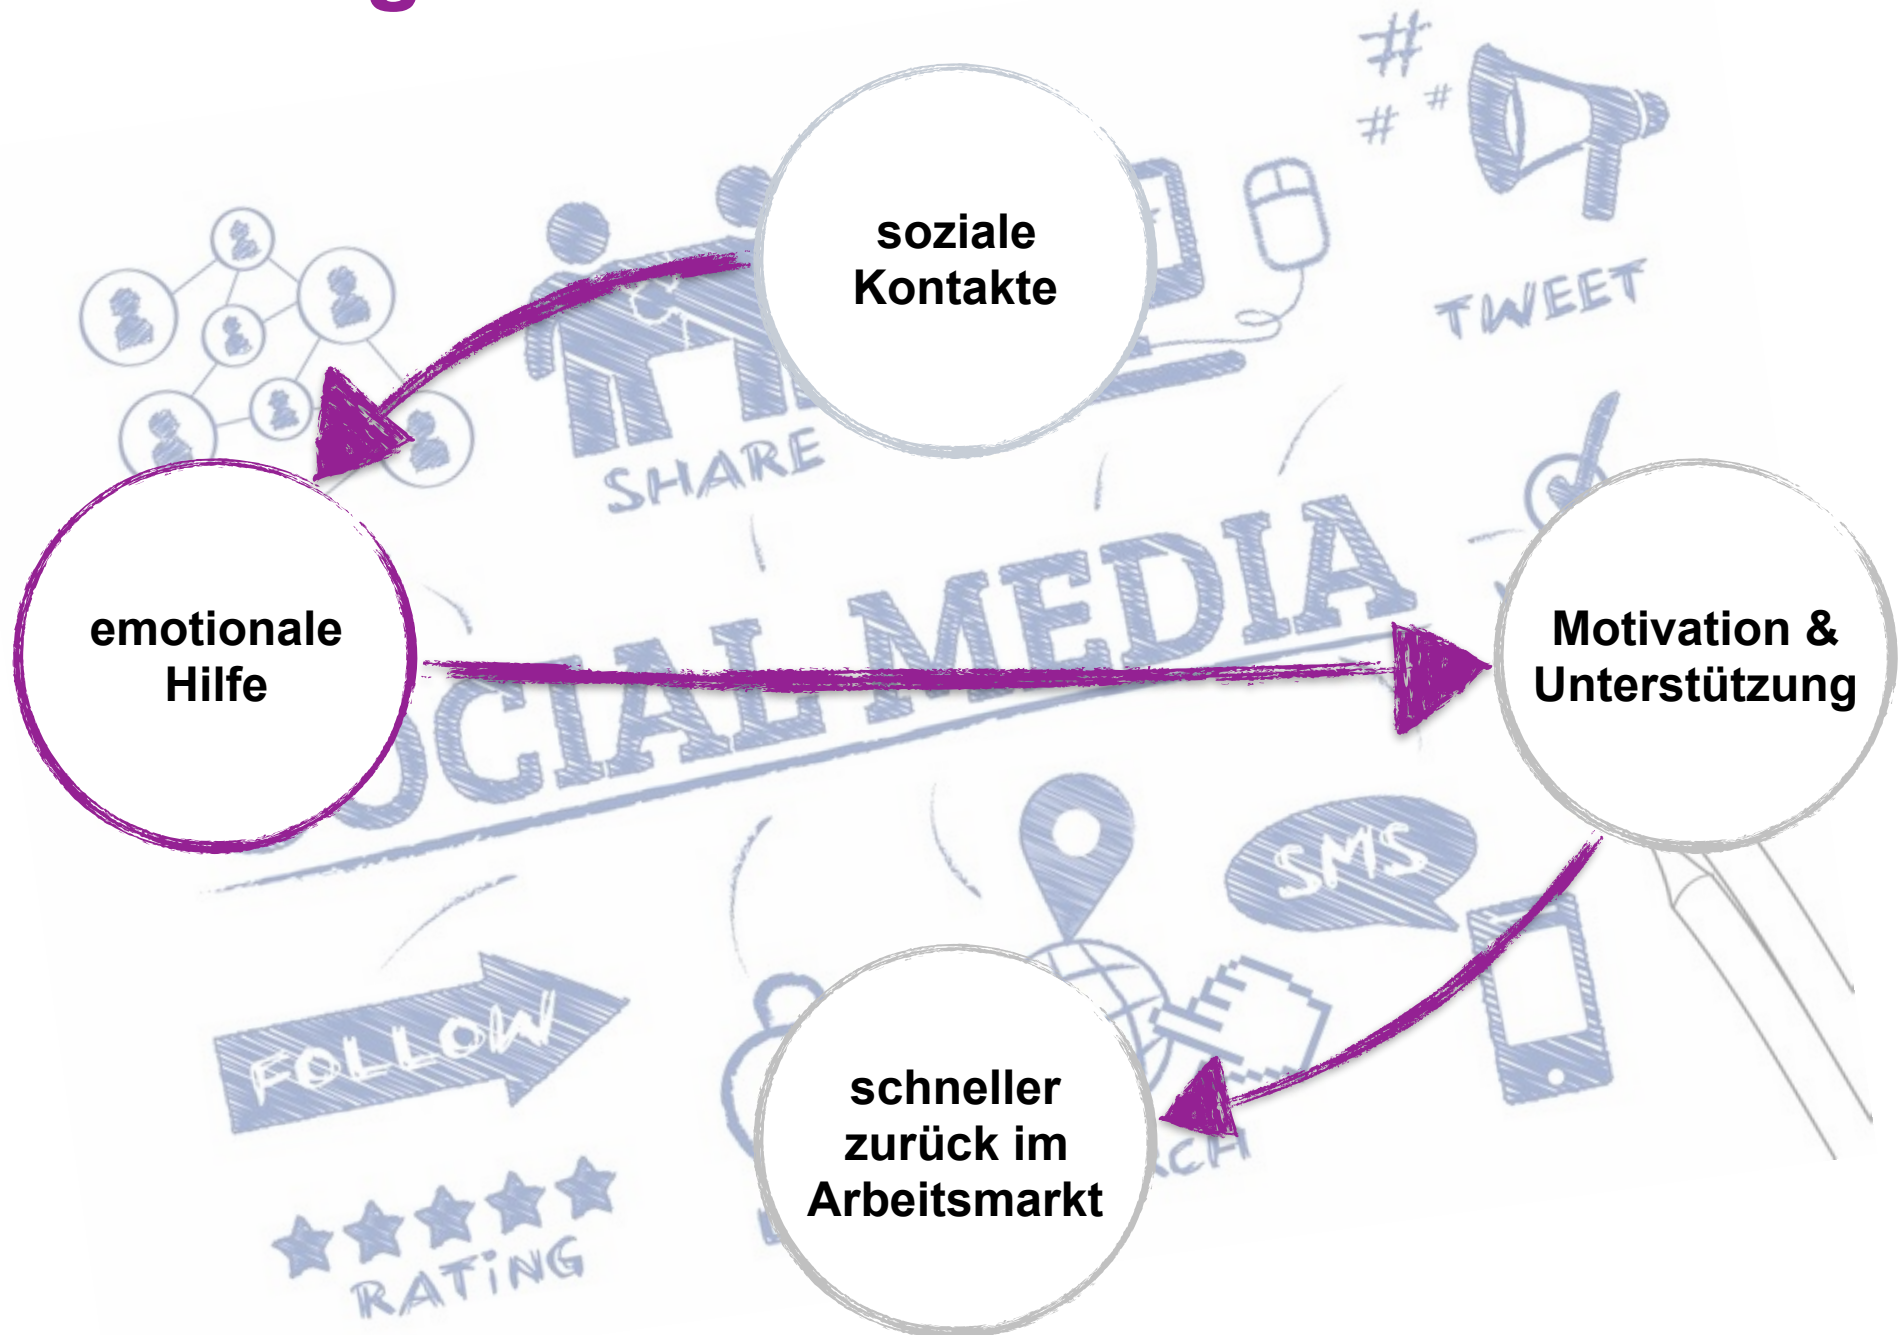 soziale
Kontakte
TWEET
SHARE
SOCIAL MEDIA
emotionale
Hilfe
Motivation &
Unterstützung
SMS
FOLLOW
schneller
zurück im
Arbeitsmarkt
RATiNG